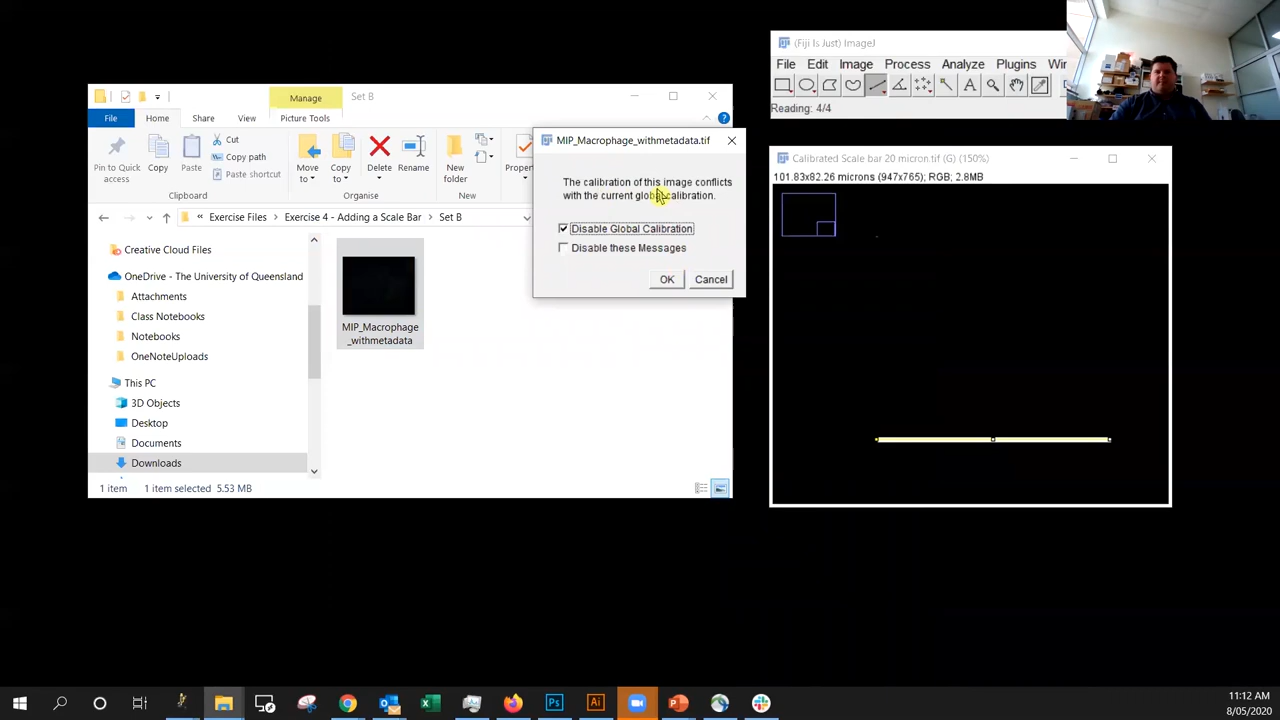 Manage
Set B
File
Home
Share
View
Picture Tools
Pin to Quick
access
Copy
Paste
Cut
Copy path
Paste shortcut
Clipboard
Move
to
Copy
to
Delete
Rename
Organise
New
folder
New
Propert
Exercise Files
Exercise 4 - Adding a Scale Bar
Set B
Creative Cloud Files
OneDrive - The University of Queensland
Attachments
Class Notebooks
Notebooks
OneNoteUploads
This PC
3D Objects
Desktop
Documents
Downloads
MIP_Macrophage
_withmetadata
1 item
1 item selected 5.53 MB
MIP_Macrophage_withmetadata.tif
The calibration of this image conflicts
with the current global calibration.
Disable Global Calibration
Disable these Messages
OK
Cancel
(Fiji Is Just) ImageJ
File
Edit
Image
Process
Analyze
Plugins
Wi
Reading: 4/4
Calibrated Scale bar 20 micron.tif (G) (150%)
101.83x82.26 microns (947x765); RGB; 2.8MB
11:12 AM
8/05/2020